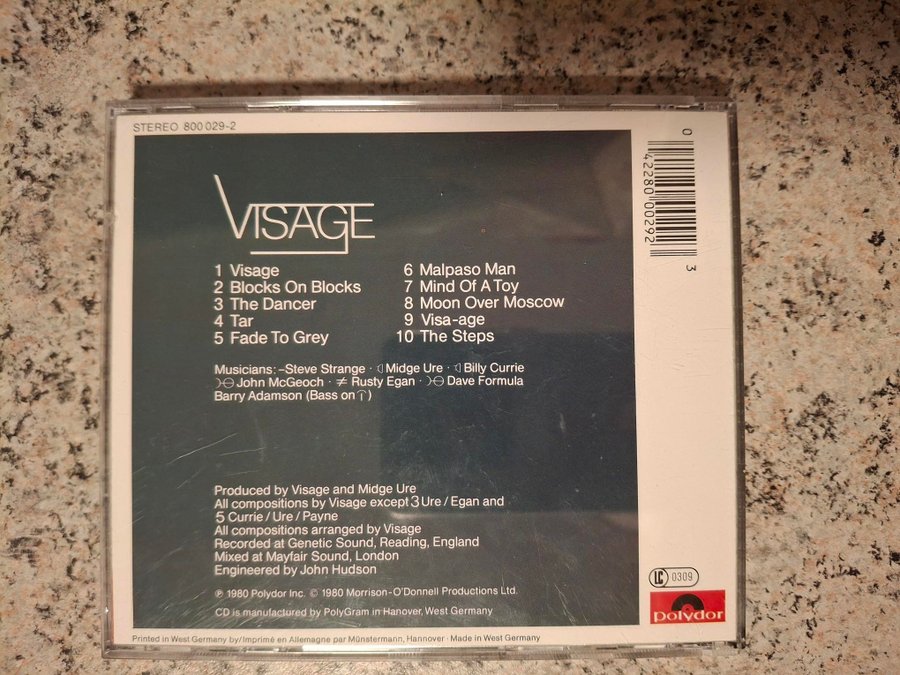 STEREO 800 029-2
VISAGE
1 Visage
2 Blocks On Blocks
3 The Dancer
4 Tar
5 Fade To Grey
6 Malpaso Man
7 Mind Of A Toy
8 Moon Over Moscow
9 Visa-age
10 The Steps
Musicians: –Steve Strange · Midge Ure · Billy Currie
John McGeoch · ≠ Rusty Egan · Dave Formula
Barry Adamson (Bass on )
Produced by Visage and Midge Ure
All compositions by Visage except 3 Ure / Egan and
5 Currie / Ure / Payne
All compositions arranged by Visage
Recorded at Genetic Sound, Reading, England
Mixed at Mayfair Sound, London
Engineered by John Hudson
℗ 1980 Polydor Inc. © 1980 Morrison-O'Donnell Productions Ltd.
CD is manufactured by PolyGram in Hanover, West Germany
Printed in West Germany by/Imprimé en Allemagne par Münstermann, Hannover · Made in West Germany
0 42280 00292 3
LC 0309
polydor